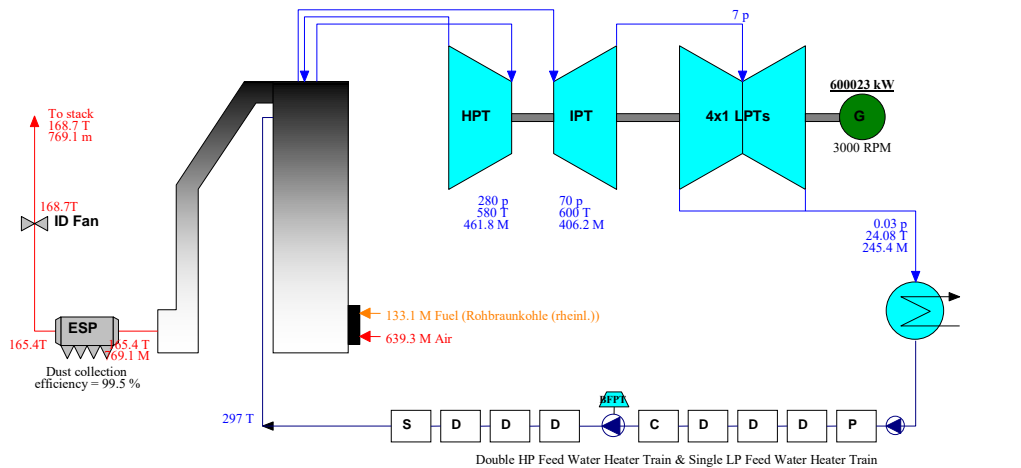 7 p
600023 kW
HPT
IPT
4x1 LPTs
G
3000 RPM
To stack
168.7 T
769.1 m
168.7T
ID Fan
280 p
580 T
461.8 M
70 p
600 T
406.2 M
0.03 p
24.08 T
245.4 M
133.1 M Fuel (Rohbraunkohle (rheinl.))
639.3 M Air
ESP
165.4T
165.4 T
769.1 M
Dust collection
efficiency = 99.5 %
297 T
BFPT
S D D D C D D D P
Double HP Feed Water Heater Train & Single LP Feed Water Heater Train